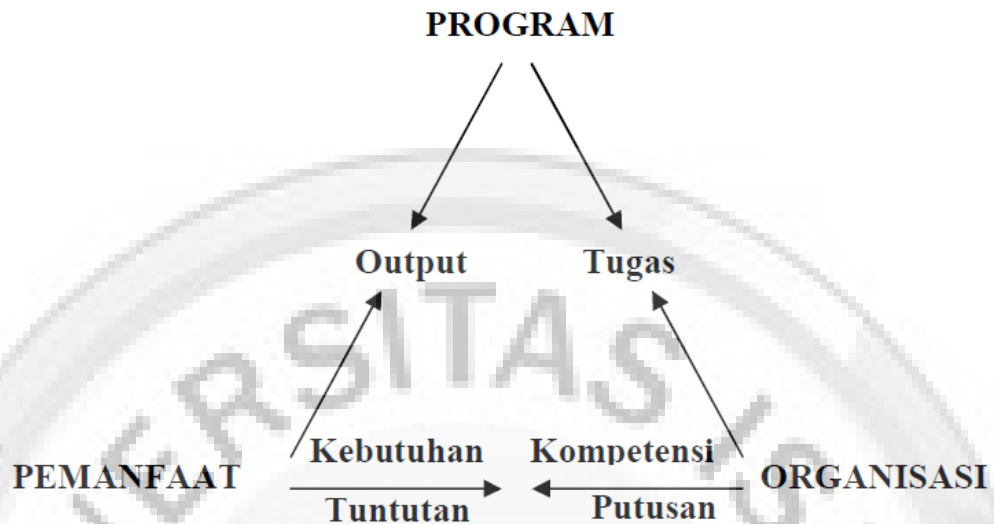 PROGRAM
Output Tugas
Kebutuhan Kompetensi
PEMANFAAT ORGANISASI
Tuntutan Putusan